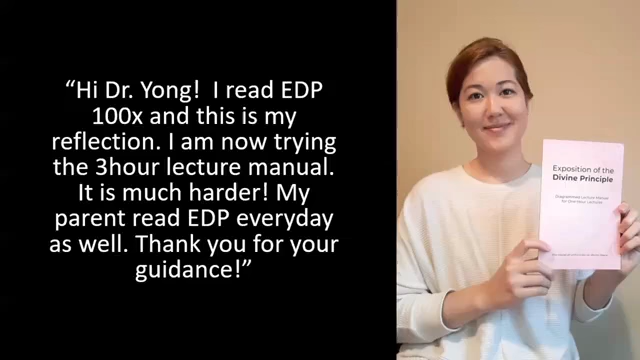 “Hi Dr. Yong!  I read EDP
100x and this is my
reflection. I am now trying
the 3hour lecture manual.
It is much harder! My
parent read EDP everyday
as well. Thank you for your
guidance!”
Exposition of the
Divine Principle